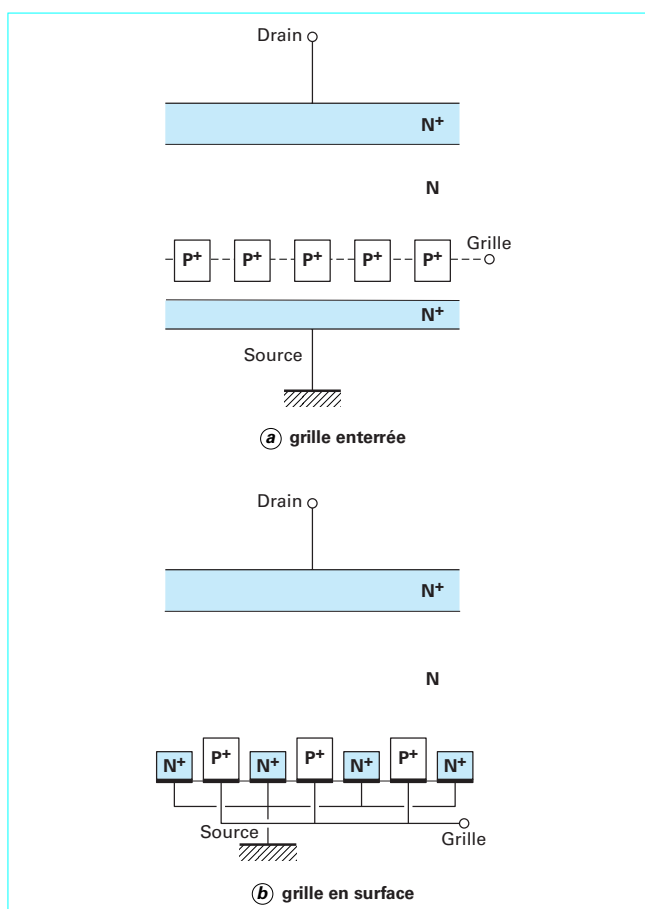 Drain
N+
N
Grille
P+ P+ P+ P+ P+
N+
Source
a grille enterrée
Drain
N+
N
N+ P+ N+ P+ N+ P+ N+
Source
Grille
b grille en surface